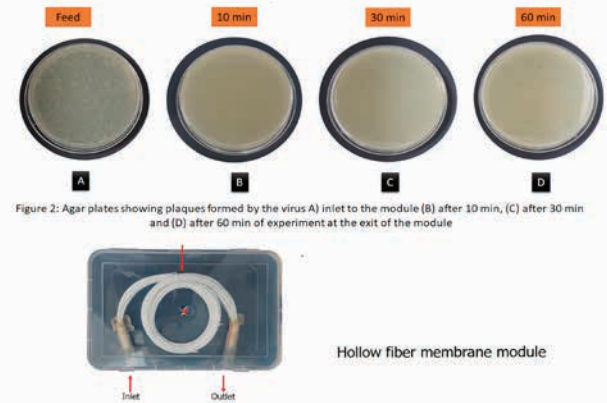 Feed 10 min 30 min 60 min
A B C D
Figure 2: Agar plates showing plaques formed by the virus A) inlet to the module (B) after 10 min, (C) after 30 min
and (D) after 60 min of experiment at the exit of the module
Hollow fiber membrane module
Inlet Outlet